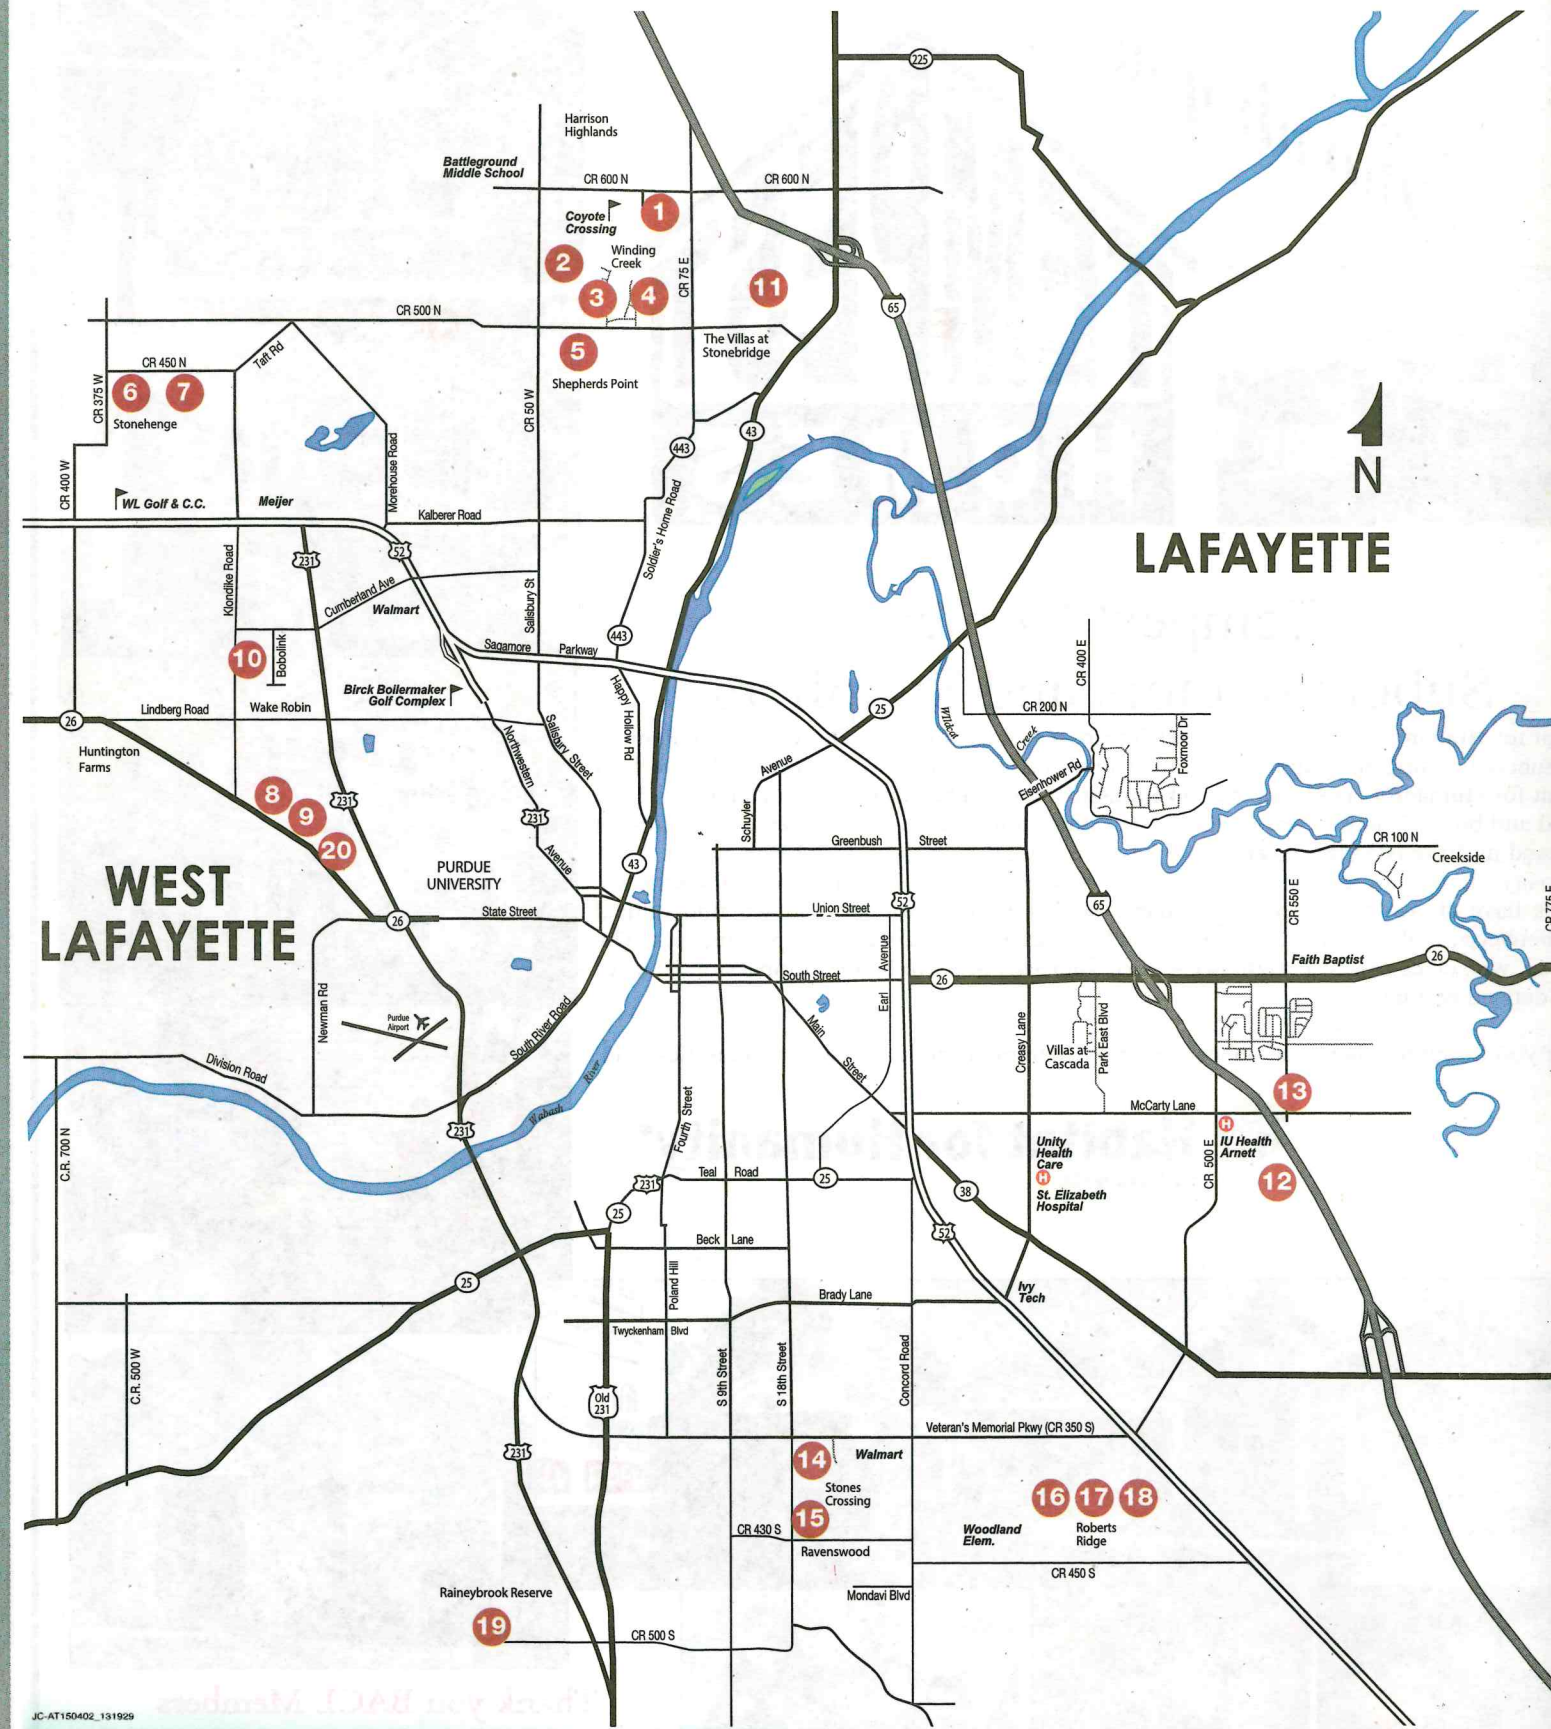 225
Harrison
Highlands
Battleground
Middle School
CR 600 N
CR 600 N
1
Coyote
Crossing
Winding
Creek
2
3
4
CR 75 E
11
65
CR 500 N
The Villas at
Stonebridge
5
Shepherds Point
Taft Rd
CR 450 N
6
7
CR 375 W
Stonehenge
CR 50 W
43
443
N
CR 400 W
Morehouse Road
WL Golf & C.C.
Meijer
Kalberer Road
Soldier's Home Road
LAFAYETTE
231
52
Klondike Road
Cumberland Ave
Walmart
Salisbury St
443
Sagamore
Parkway
CR 400 E
10
Bobolink
Birck Boilermaker
Golf Complex
Happy Hollow Rd
Lindberg Road
Wake Robin
26
25
Wildcat
Creek
CR 200 N
Foxmoor Dr
Huntington
Farms
Northwestern
Salisbury Street
Avenue
Schuyler
Eisenhower Rd
8
9
20
231
231
Avenue
43
Greenbush
Street
CR 100 N
Creekside
WEST
LAFAYETTE
PURDUE
UNIVERSITY
State Street
26
Union Street
52
65
CR 550 E
CR 775 E
Avenue
Earl
South Street
26
Faith Baptist
26
Newman Rd
Purdue
Airport
South River Road
Main
Street
Creasy Lane
Villas at
Cascada
Park East Blvd
Division Road
River
Wabash
Fourth Street
McCarty Lane
13
231
C.R. 700 N
Unity
Health
Care
H
St. Elizabeth
Hospital
H
IU Health
Arnett
CR 500 E
12
Teal
Road
25
231
25
38
52
Beck
Lane
25
Poland Hill
Brady Lane
Ivy
Tech
Twyckenham
Blvd
C.R. 500 W
S 9th Street
S 18th Street
Concord Road
Old
231
231
Veteran's Memorial Pkwy (CR 350 S)
14
Walmart
Stones
Crossing
15
16
17
18
Woodland
Elem.
Roberts
Ridge
CR 430 S
Ravenswood
CR 450 S
Mondavi Blvd
Raineybrook Reserve
19
CR 500 S
JC-AT150402_131929